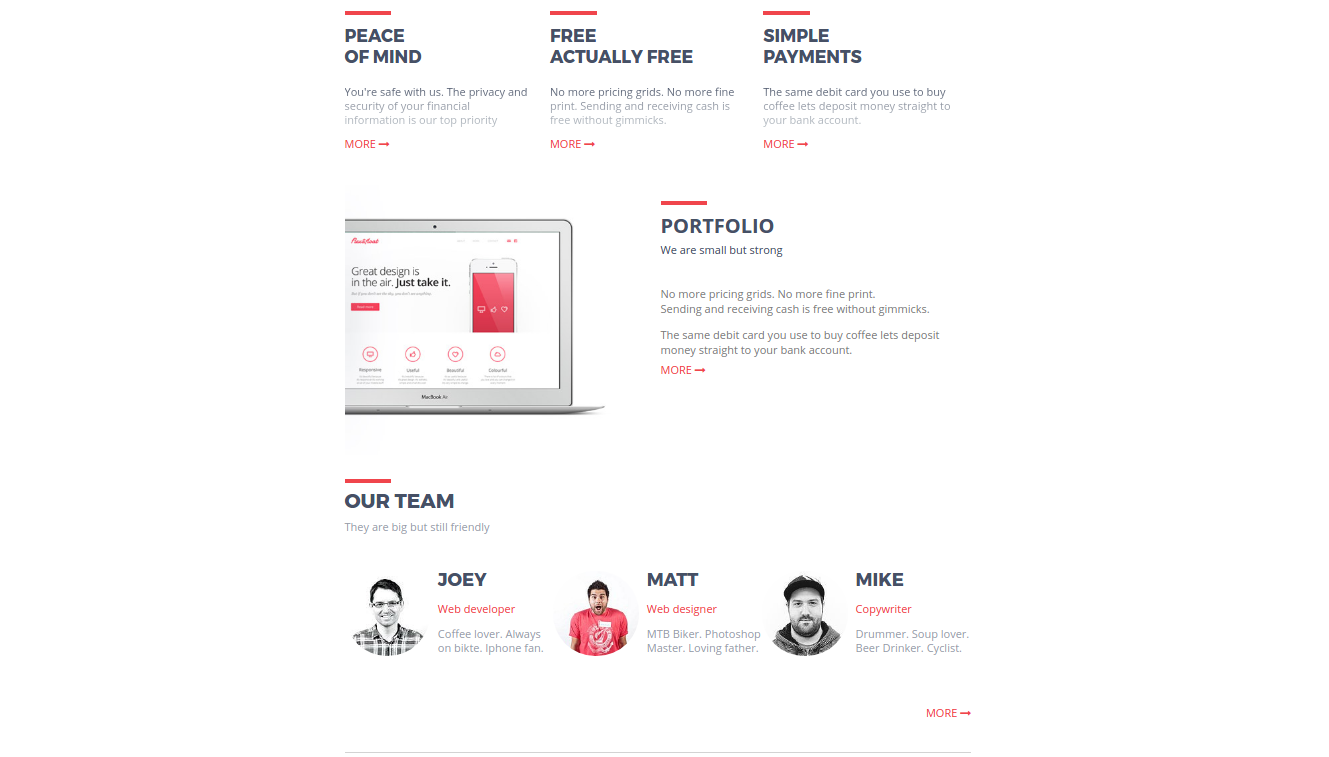 PEACE
OF MIND
You're safe with us. The privacy and
security of your financial
information is our top priority
MORE
FREE
ACTUALLY FREE
No more pricing grids. No more fine
print. Sending and receiving cash is
free without gimmicks.
MORE
SIMPLE
PAYMENTS
The same debit card you use to buy
coffee lets deposit money straight to
your bank account.
MORE
Great design is
in the air. Just take it.
Responsive
Useful
Beautiful
Colourful
MacBook Air
PORTFOLIO
We are small but strong
No more pricing grids. No more fine print.
Sending and receiving cash is free without gimmicks.
The same debit card you use to buy coffee lets deposit
money straight to your bank account.
MORE
OUR TEAM
They are big but still friendly
JOEY
Web developer
Coffee lover. Always
on bikte. Iphone fan.
MATT
Web designer
MTB Biker. Photoshop
Master. Loving father.
MIKE
Copywriter
Drummer. Soup lover.
Beer Drinker. Cyclist.
MORE